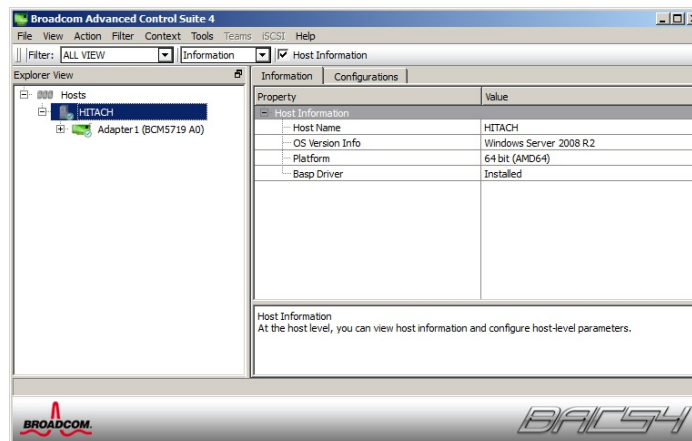 Broadcom Advanced Control Suite 4
File View Action Filter Context Tools Teams iSCSI Help
Filter: ALL VIEW Information Host Information
Explorer View
Information Configurations
Hosts
HITACH
Adapter1 (BCM5719 A0)
Property Value
Host Information
Host Name HITACH
OS Version Info Windows Server 2008 R2
Platform 64 bit (AMD64)
Basp Driver Installed
Host Information
At the host level, you can view host information and configure host-level parameters.
BROADCOM.
BACS4